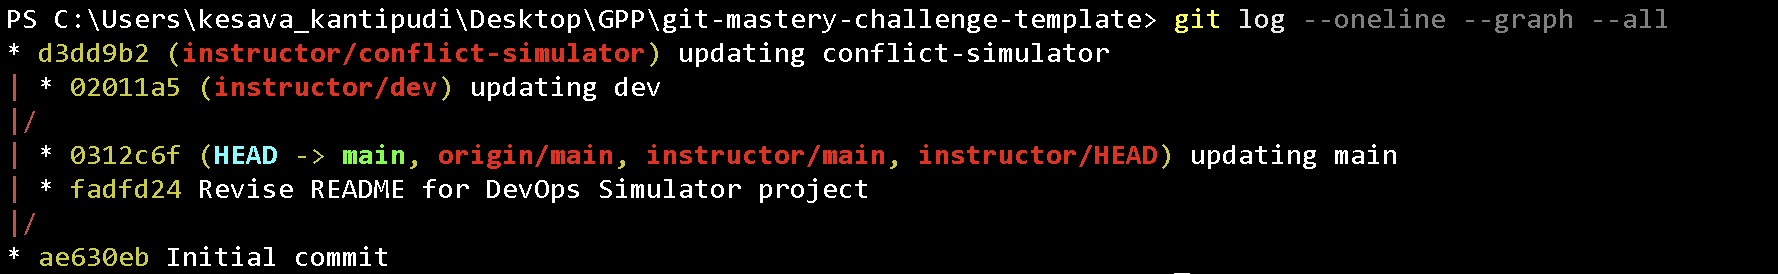 PS C:\Users\kesava_kantipudi\Desktop\GPP\git-mastery-challenge-template> git log --oneline --graph --all
* d3dd9b2 (instructor/conflict-simulator) updating conflict-simulator
| * 02011a5 (instructor/dev) updating dev
|/
| * 0312c6f (HEAD -> main, origin/main, instructor/main, instructor/HEAD) updating main
| * fadfd24 Revise README for DevOps Simulator project
|/
* ae630eb Initial commit